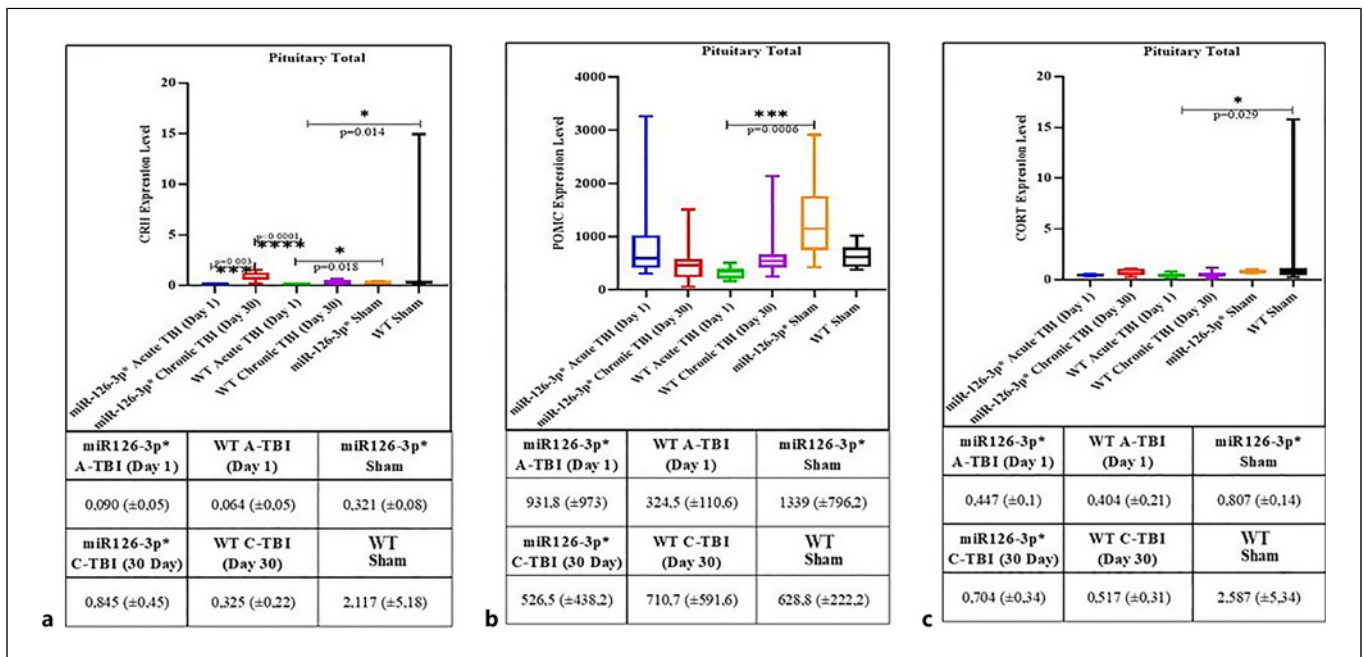 Pituitary Total
CRH Expression Level
20
15
10
5
0
*
p=0.014
p<0.0001
****
p=0.003
***
*
p=0.018
miR-126-3p* Acute TBI (Day 1)
miR-126-3p* Chronic TBI (Day 30)
WT Acute TBI (Day 1)
WT Chronic TBI (Day 30)
miR-126-3p* Sham
WT Sham
miR126-3p* A-TBI (Day 1)
WT A-TBI (Day 1)
miR126-3p* Sham
0,090 (±0,05)
0,064 (±0,05)
0,321 (±0,08)
miR126-3p* C-TBI (30 Day)
WT C-TBI (Day 30)
WT Sham
0,845 (±0,45)
0,325 (±0,22)
2,117 (±5,18)
a
Pituitary Total
POMC Expression Level
4000
3000
2000
1000
0
***
p=0.0006
miR-126-3p* Acute TBI (Day 1)
miR-126-3p* Chronic TBI (Day 30)
WT Acute TBI (Day 1)
WT Chronic TBI (Day 30)
miR-126-3p* Sham
WT Sham
miR126-3p* A-TBI (Day 1)
WT A-TBI (Day 1)
miR126-3p* Sham
931,8 (±973)
324,5 (±110,6)
1339 (±796,2)
miR126-3p* C-TBI (30 Day)
WT C-TBI (Day 30)
WT Sham
526,5 (±438,2)
710,7 (±591,6)
628,8 (±222,2)
b
Pituitary Total
CORT Expression Level
20
15
10
5
0
*
p=0,029
miR-126-3p* Acute TBI (Day 1)
miR-126-3p* Chronic TBI (Day 30)
WT Acute TBI (Day 1)
WT Chronic TBI (Day 30)
miR-126-3p* Sham
WT Sham
miR126-3p* A-TBI (Day 1)
WT A-TBI (Day 1)
miR126-3p* Sham
0,447 (±0,1)
0,404 (±0,21)
0,807 (±0,14)
miR126-3p* C-TBI (30 Day)
WT C-TBI (Day 30)
WT Sham
0,704 (±0,34)
0,517 (±0,31)
2,587 (±5,34)
c